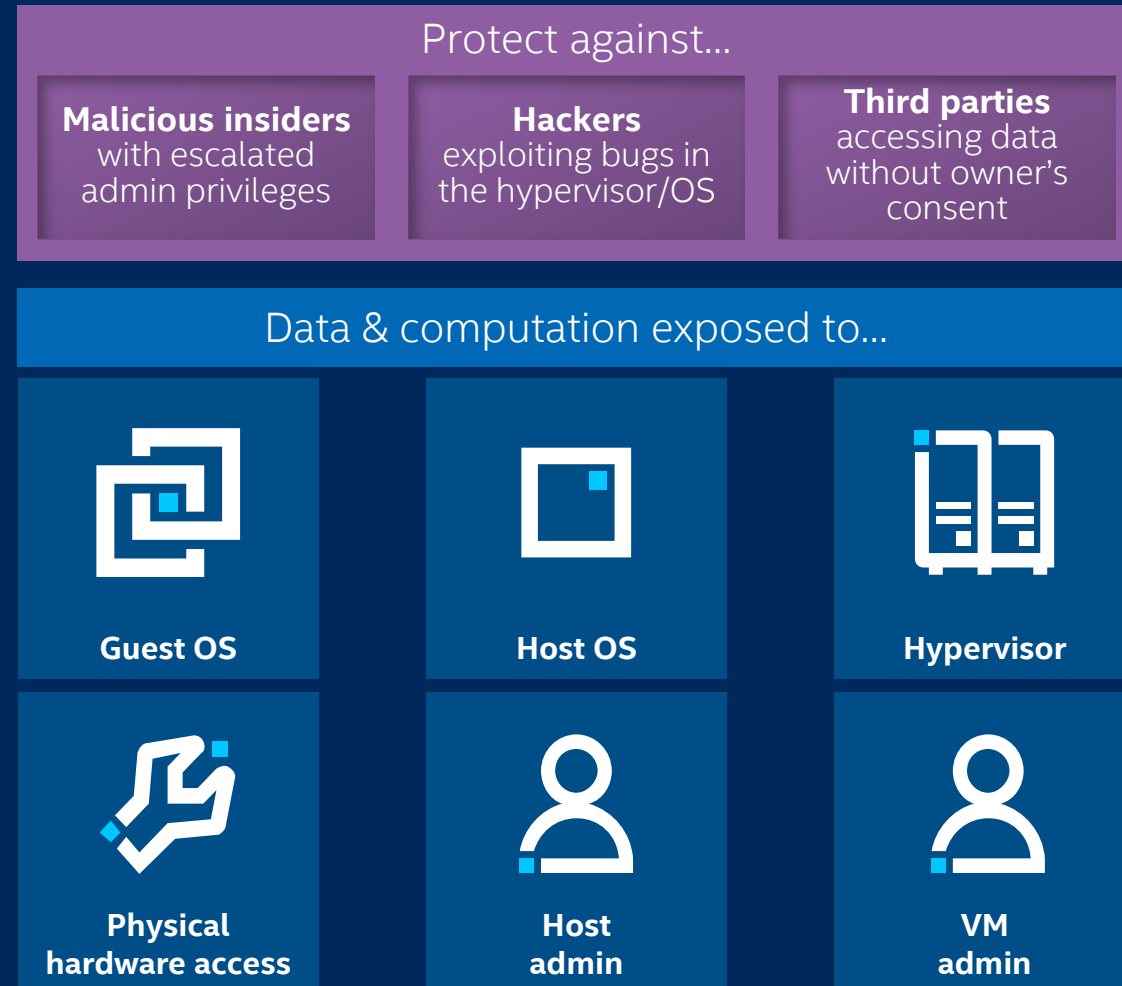 Protect against...
Malicious insiders
with escalated
admin privileges
Hackers
exploiting bugs in
the hypervisor/OS
Third parties
accessing data
without owner’s
consent
Data & computation exposed to...
Guest OS
Host OS
Hypervisor
Physical
hardware access
Host
admin
VM
admin